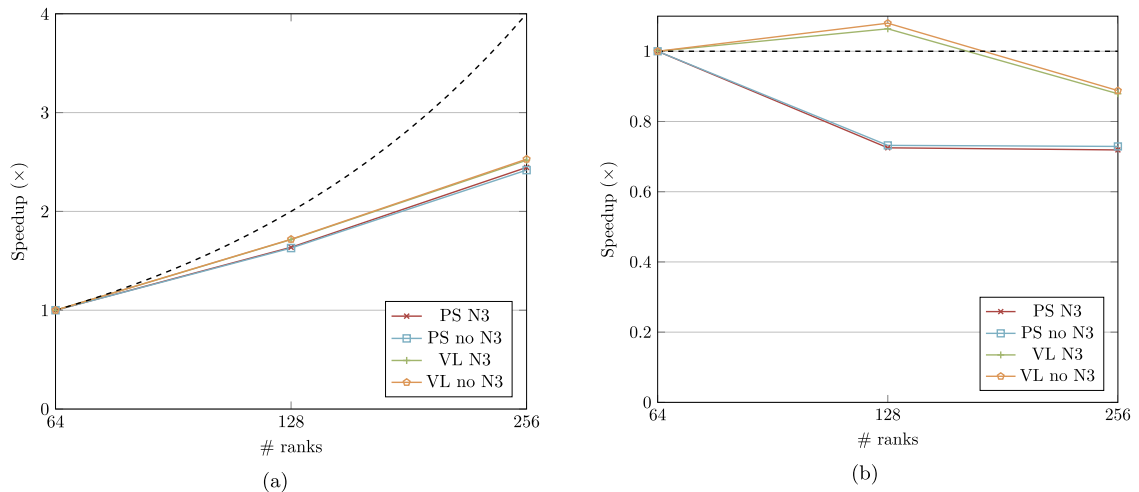 4
3
2
1
0
Speedup (×)
64
128
256
# ranks
PS N3
PS no N3
VL N3
VL no N3
(a)
1
0.8
0.6
0.4
0.2
0
Speedup (×)
64
128
256
# ranks
PS N3
PS no N3
VL N3
VL no N3
(b)